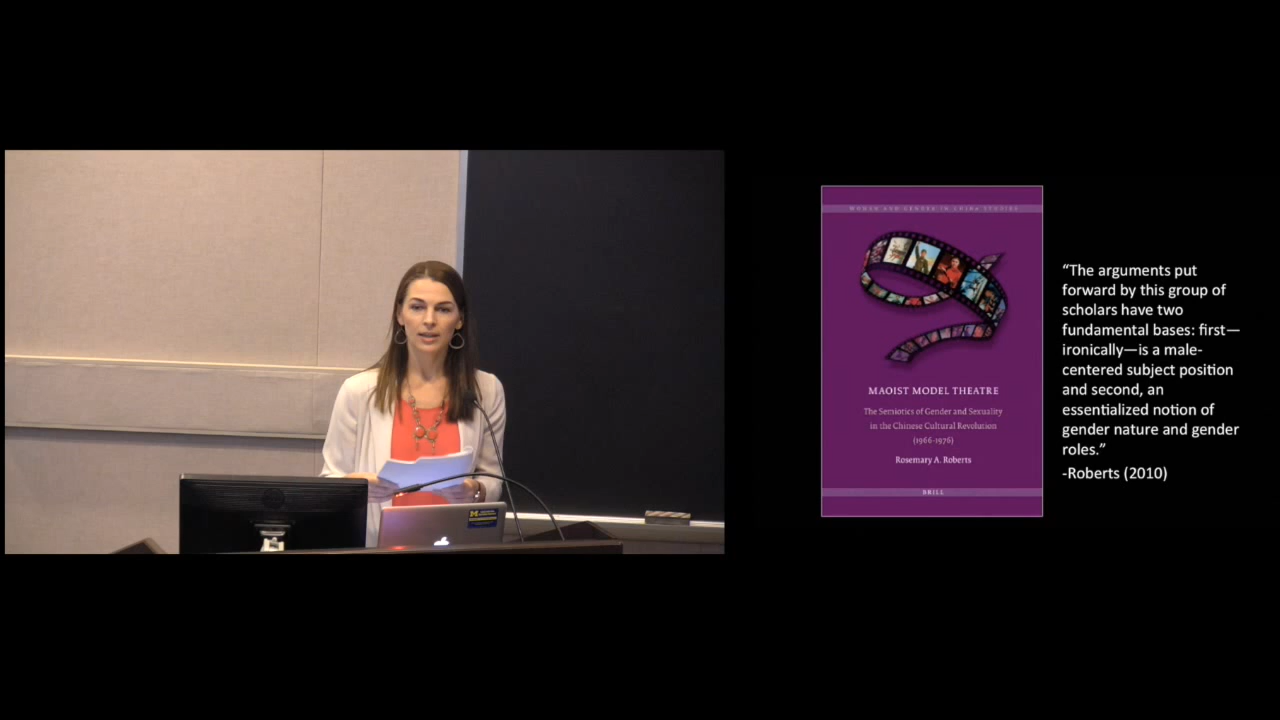 WOMEN AND GENDER IN CHINA STUDIES
MAOIST MODEL THEATRE
The Semiotics of Gender and Sexuality
in the Chinese Cultural Revolution
(1966-1976)
Rosemary A. Roberts
BRILL
“The arguments put
forward by this group of
scholars have two
fundamental bases: first—
ironically—is a male-
centered subject position
and second, an
essentialized notion of
gender nature and gender
roles.”
-Roberts (2010)
M